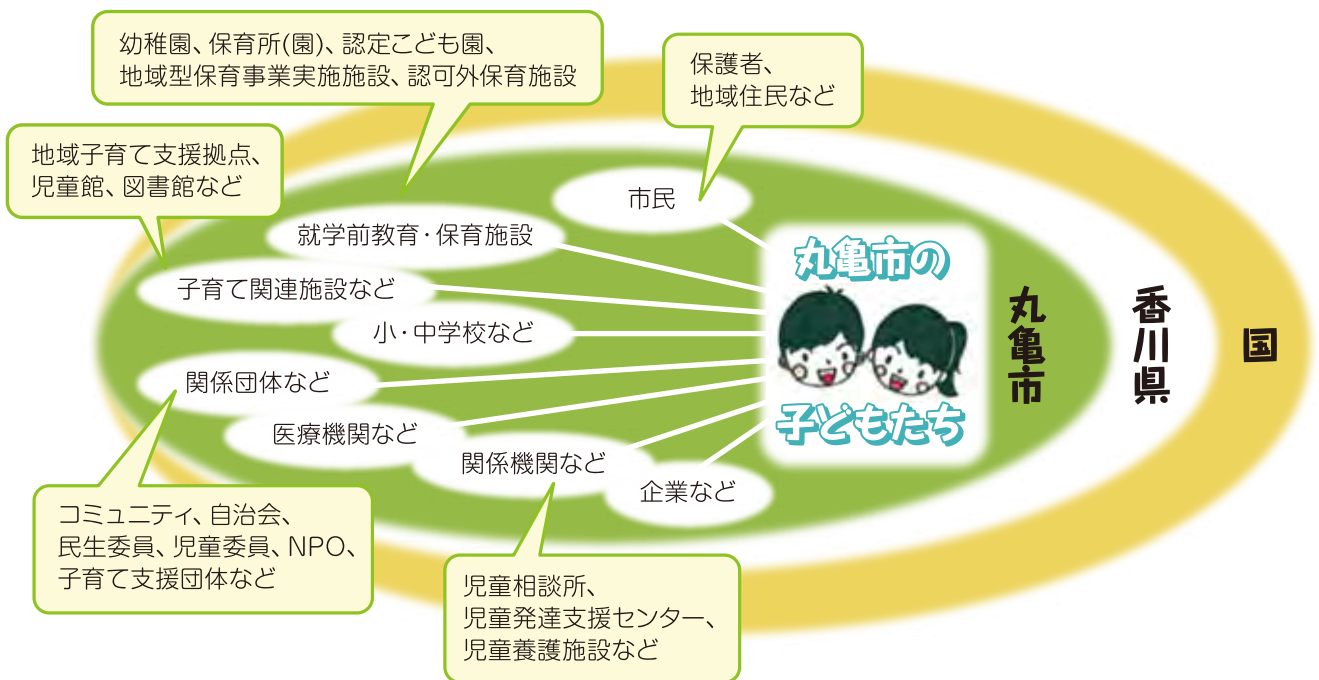 幼稚園、保育所(園)、認定こども園、
地域型保育事業実施施設、認可外保育施設
保護者、
地域住民など
地域子育て支援拠点、
児童館、図書館など
市民
就学前教育・保育施設
子育て関連施設など
小・中学校など
関係団体など
医療機関など
関係機関など
企業など
丸亀市の
子どもたち
丸亀市
香川県
国
コミュニティ、自治会、
民生委員、児童委員、NPO、
子育て支援団体など
児童相談所、
児童発達支援センター、
児童養護施設など